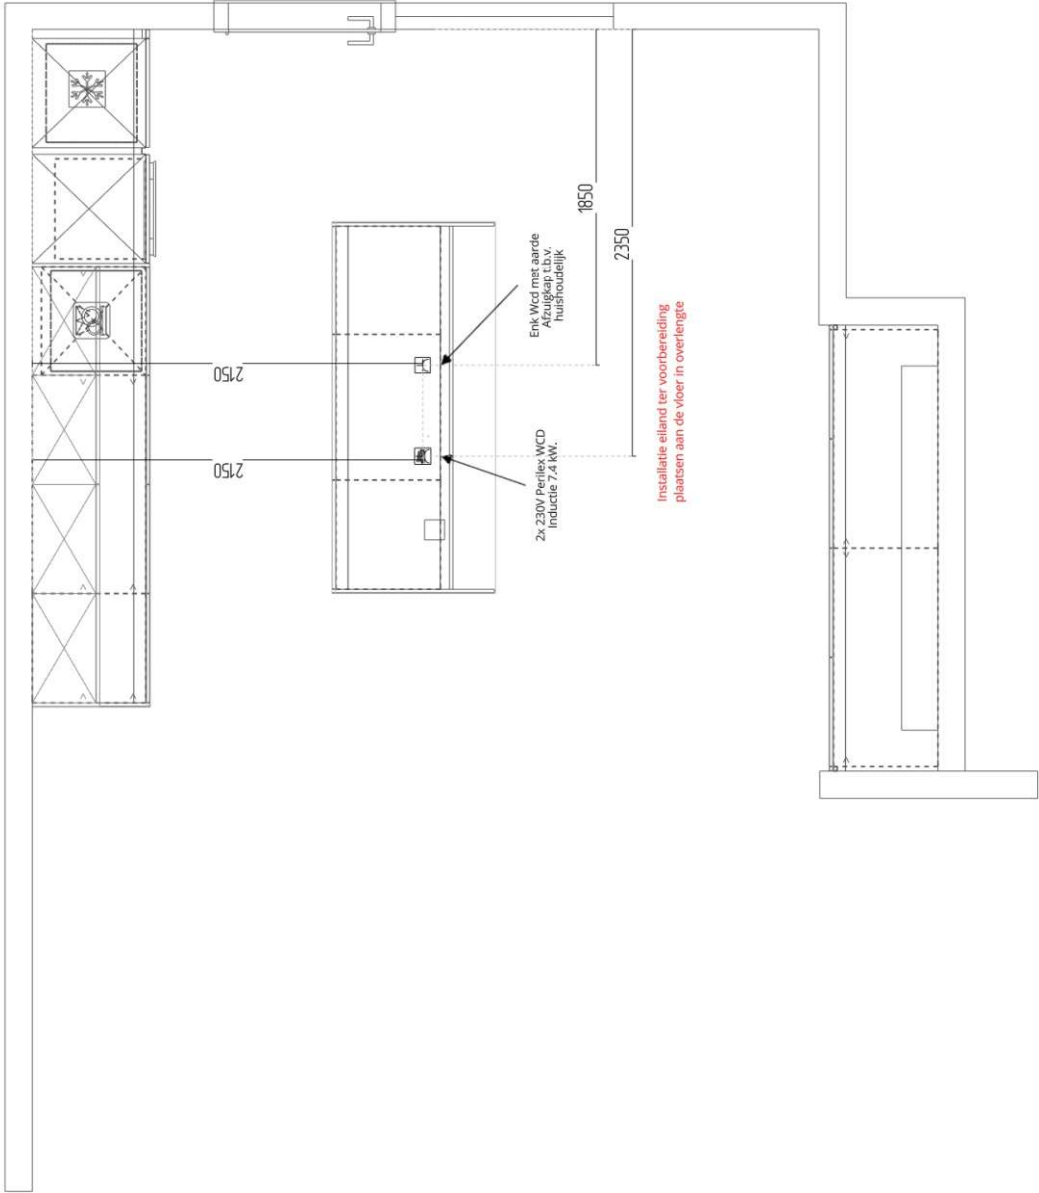 1850
2350
Enk Wcd met aarde
Afzuigkap t.b.v.
huishoudelijk
Installatie eiland ter voorbereiding
plaatsen aan de vloer in overlengte
2150
2150
2x 230V Perilex WCD
Inductie 7.4 kW.